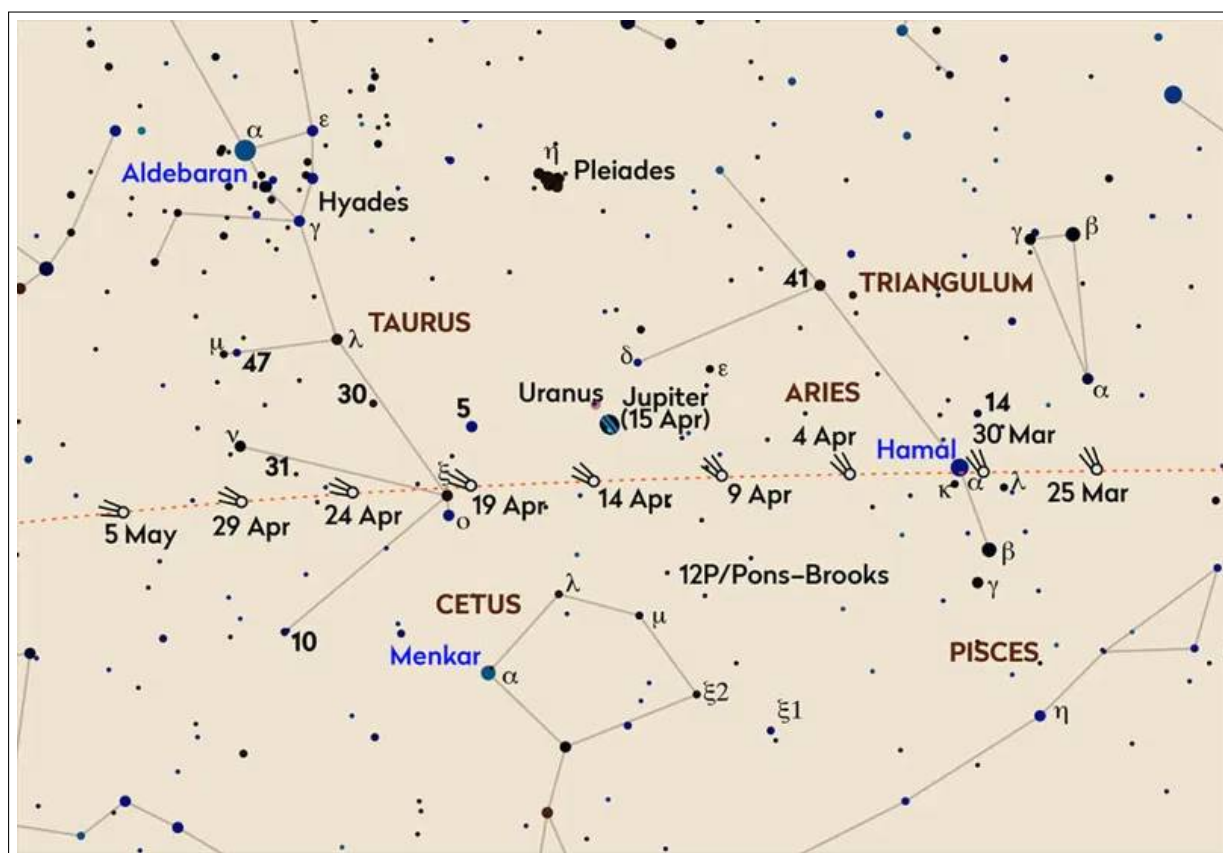 η
Pleiades
α
ε
Aldebaran
Hyades
γ
γ
β
41
TRIANGULUM
TAURUS
λ
μ
47
δ
ε
α
30
Uranus
Jupiter
(15 Apr)
ARIES
5
14
ν
4 Apr
30 Mar
Hamal
31
ξ
κ
α
λ
5 May
29 Apr
24 Apr
19 Apr
14 Apr
9 Apr
25 Mar
ο
β
12P/Pons–Brooks
γ
λ
CETUS
μ
10
Menkar
α
PISCES
ξ2
ξ1
η